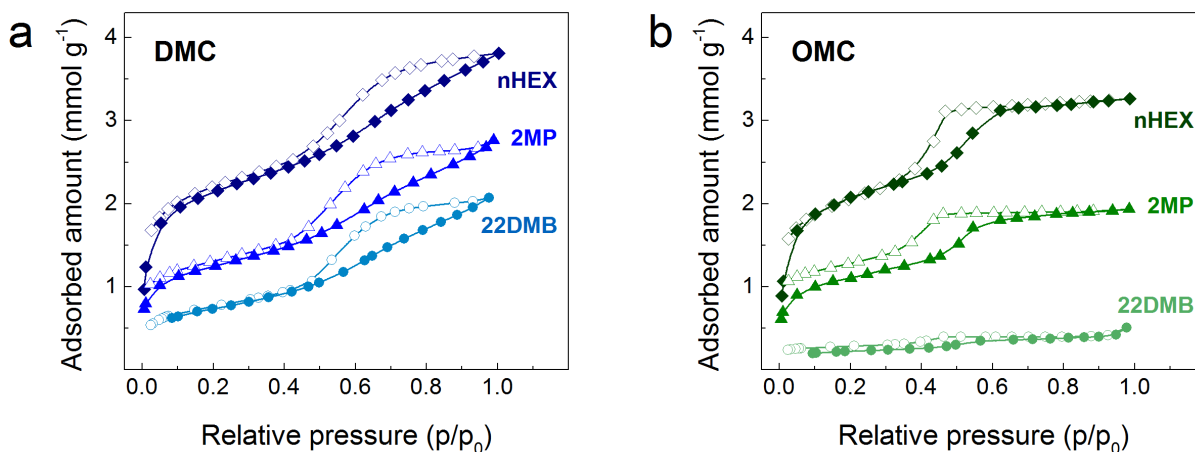 a
DMC
nHEX
2MP
22DMB
Adsorbed amount (mmol g⁻¹)
4
3
2
1
0.0 0.2 0.4 0.6 0.8 1.0
Relative pressure (p/p₀)
b
OMC
nHEX
2MP
22DMB
Adsorbed amount (mmol g⁻¹)
4
3
2
1
0.0 0.2 0.4 0.6 0.8 1.0
Relative pressure (p/p₀)